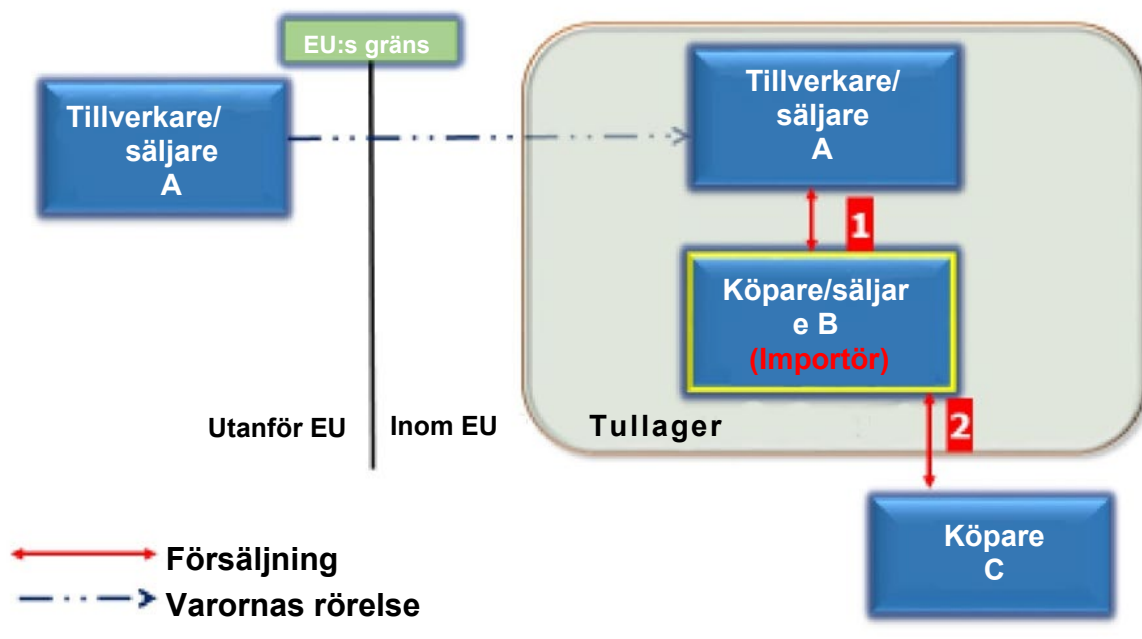 EU:s gräns
Tillverkare/
säljare
A
Tillverkare/
säljare
A
1
Köpare/säljar
e B
(Importör)
Utanför EU
Inom EU
Tullager
2
Köpare
C
Försäljning
Varornas rörelse